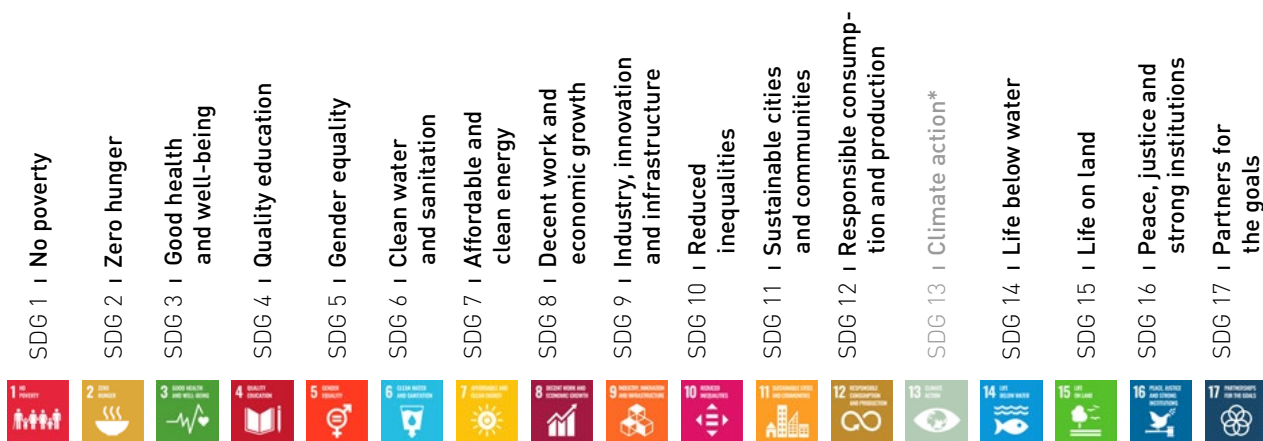 SDG 1 I No poverty
SDG 2 I Zero hunger
SDG 3 I Good health
and well-being
SDG 4 I Quality education
SDG 5 I Gender equality
SDG 6 I Clean water
and sanitation
SDG 7 I Affordable and
clean energy
SDG 8 I Decent work and
economic growth
SDG 9 I Industry, innovation
and infrastructure
SDG 10 I Reduced
inequalities
SDG 11 I Sustainable cities
and communities
SDG 12 I Responsible consump-
tion and production
SDG 13 I Climate action*
SDG 14 I Life below water
SDG 15 I Life on land
SDG 16 I Peace, justice and
strong institutions
SDG 17 I Partners for
the goals
1 NO
POVERTY
2 ZERO
HUNGER
3 GOOD HEALTH
AND WELL-BEING
4 QUALITY
EDUCATION
5 GENDER
EQUALITY
6 CLEAN WATER
AND SANITATION
7 AFFORDABLE AND
CLEAN ENERGY
8 DECENT WORK AND
ECONOMIC GROWTH
9 INDUSTRY, INNOVATION
AND INFRASTRUCTURE
10 REDUCED
INEQUALITIES
11 SUSTAINABLE CITIES
AND COMMUNITIES
12 RESPONSIBLE
CONSUMPTION
AND PRODUCTION
13 CLIMATE
ACTION
14 LIFE
BELOW WATER
15 LIFE
ON LAND
16 PEACE, JUSTICE
AND STRONG
INSTITUTIONS
17 PARTNERSHIPS
FOR THE GOALS